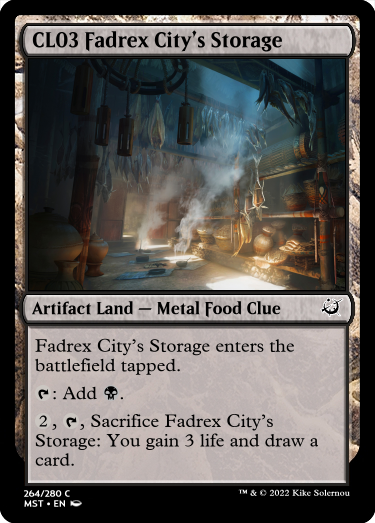 CL03 Fadrex City's Storage
Artifact Land — Metal Food Clue
Fadrex City's Storage enters the
battlefield tapped.
: Add .
2, , Sacrifice Fadrex City's
Storage: You gain 3 life and draw a
card.
264/280 C
MST • EN
™ & © 2022 Kike Solernou